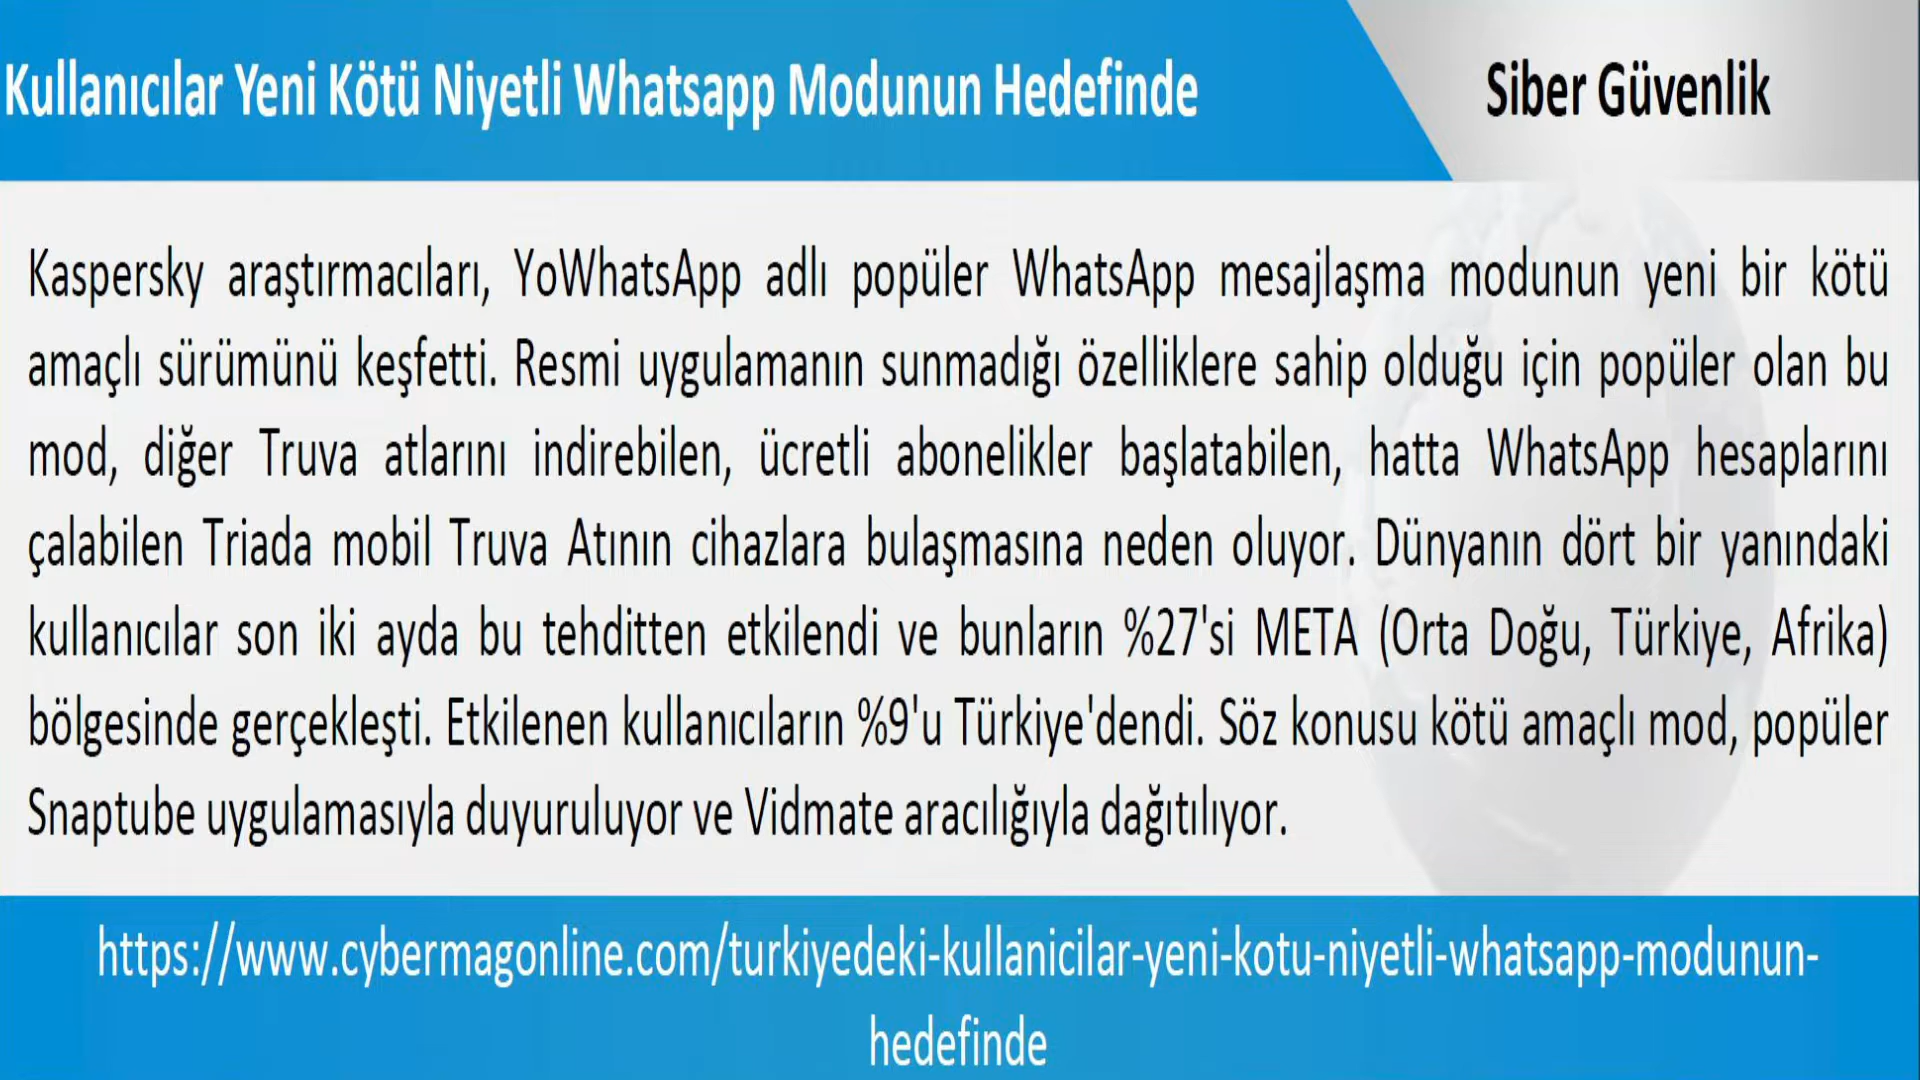 Kullanıcılar Yeni Kötü Niyetli Whatsapp Modunun Hedefinde
Siber Güvenlik
Kaspersky araştırmacıları, YoWhatsApp adlı popüler WhatsApp mesajlaşma modunun yeni bir kötü
amaçlı sürümünü keşfetti. Resmi uygulamanın sunmadığı özelliklere sahip olduğu için popüler olan bu
mod, diğer Truva atlarını indirebilen, ücretli abonelikler başlatabilen, hatta WhatsApp hesaplarını
çalabilen Triada mobil Truva Atının cihazlara bulaşmasına neden oluyor. Dünyanın dört bir yanındaki
kullanıcılar son iki ayda bu tehditten etkilendi ve bunların %27'si META (Orta Doğu, Türkiye, Afrika)
bölgesinde gerçekleşti. Etkilenen kullanıcıların %9'u Türkiye'dendi. Söz konusu kötü amaçlı mod, popüler
Snaptube uygulamasıyla duyuruluyor ve Vidmate aracılığıyla dağıtılıyor.
https://www.cybermagonline.com/turkiyedeki-kullanicilar-yeni-kotu-niyetli-whatsapp-modunun-
hedefinde